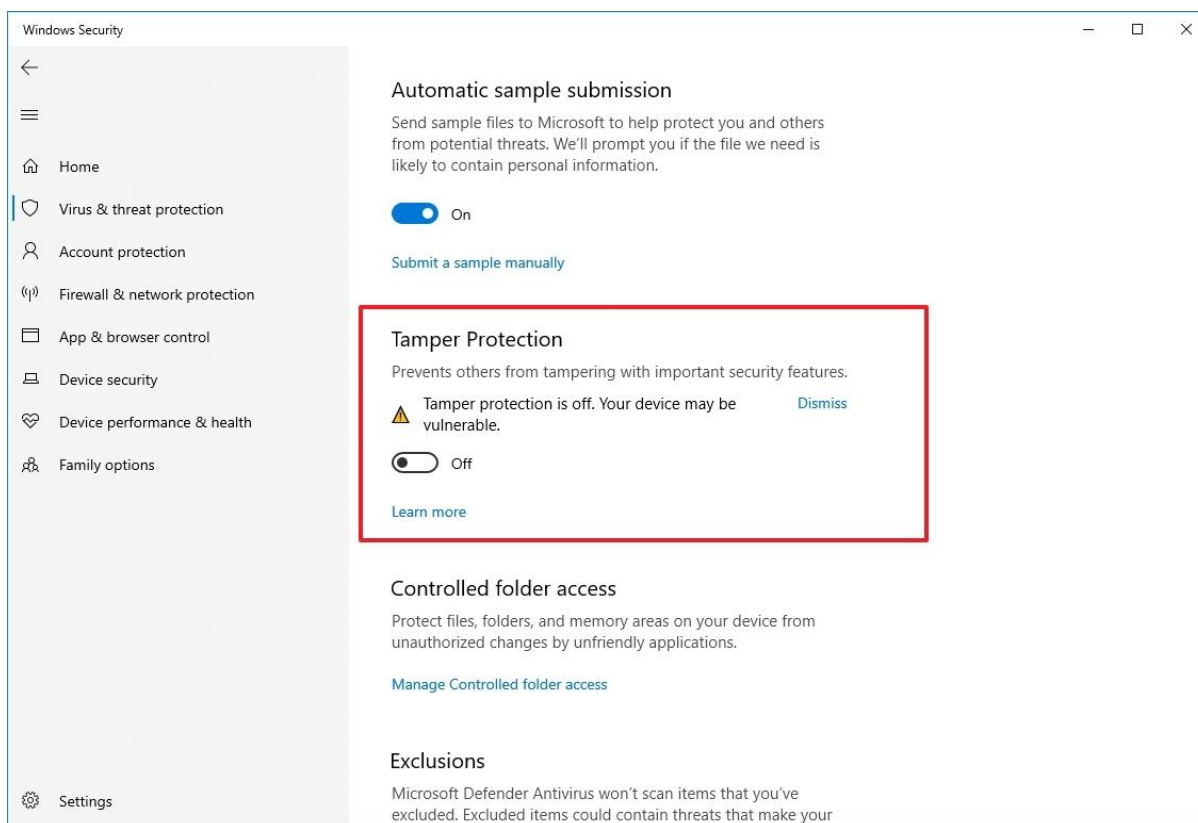 Windows Security
Home
Virus & threat protection
Account protection
Firewall & network protection
App & browser control
Device security
Device performance & health
Family options
Settings
Automatic sample submission
Send sample files to Microsoft to help protect you and others
from potential threats. We'll prompt you if the file we need is
likely to contain personal information.
On
Submit a sample manually
Tamper Protection
Prevents others from tampering with important security features.
Tamper protection is off. Your device may be
vulnerable.
Dismiss
Off
Learn more
Controlled folder access
Protect files, folders, and memory areas on your device from
unauthorized changes by unfriendly applications.
Manage Controlled folder access
Exclusions
Microsoft Defender Antivirus won't scan items that you've
excluded. Excluded items could contain threats that make your